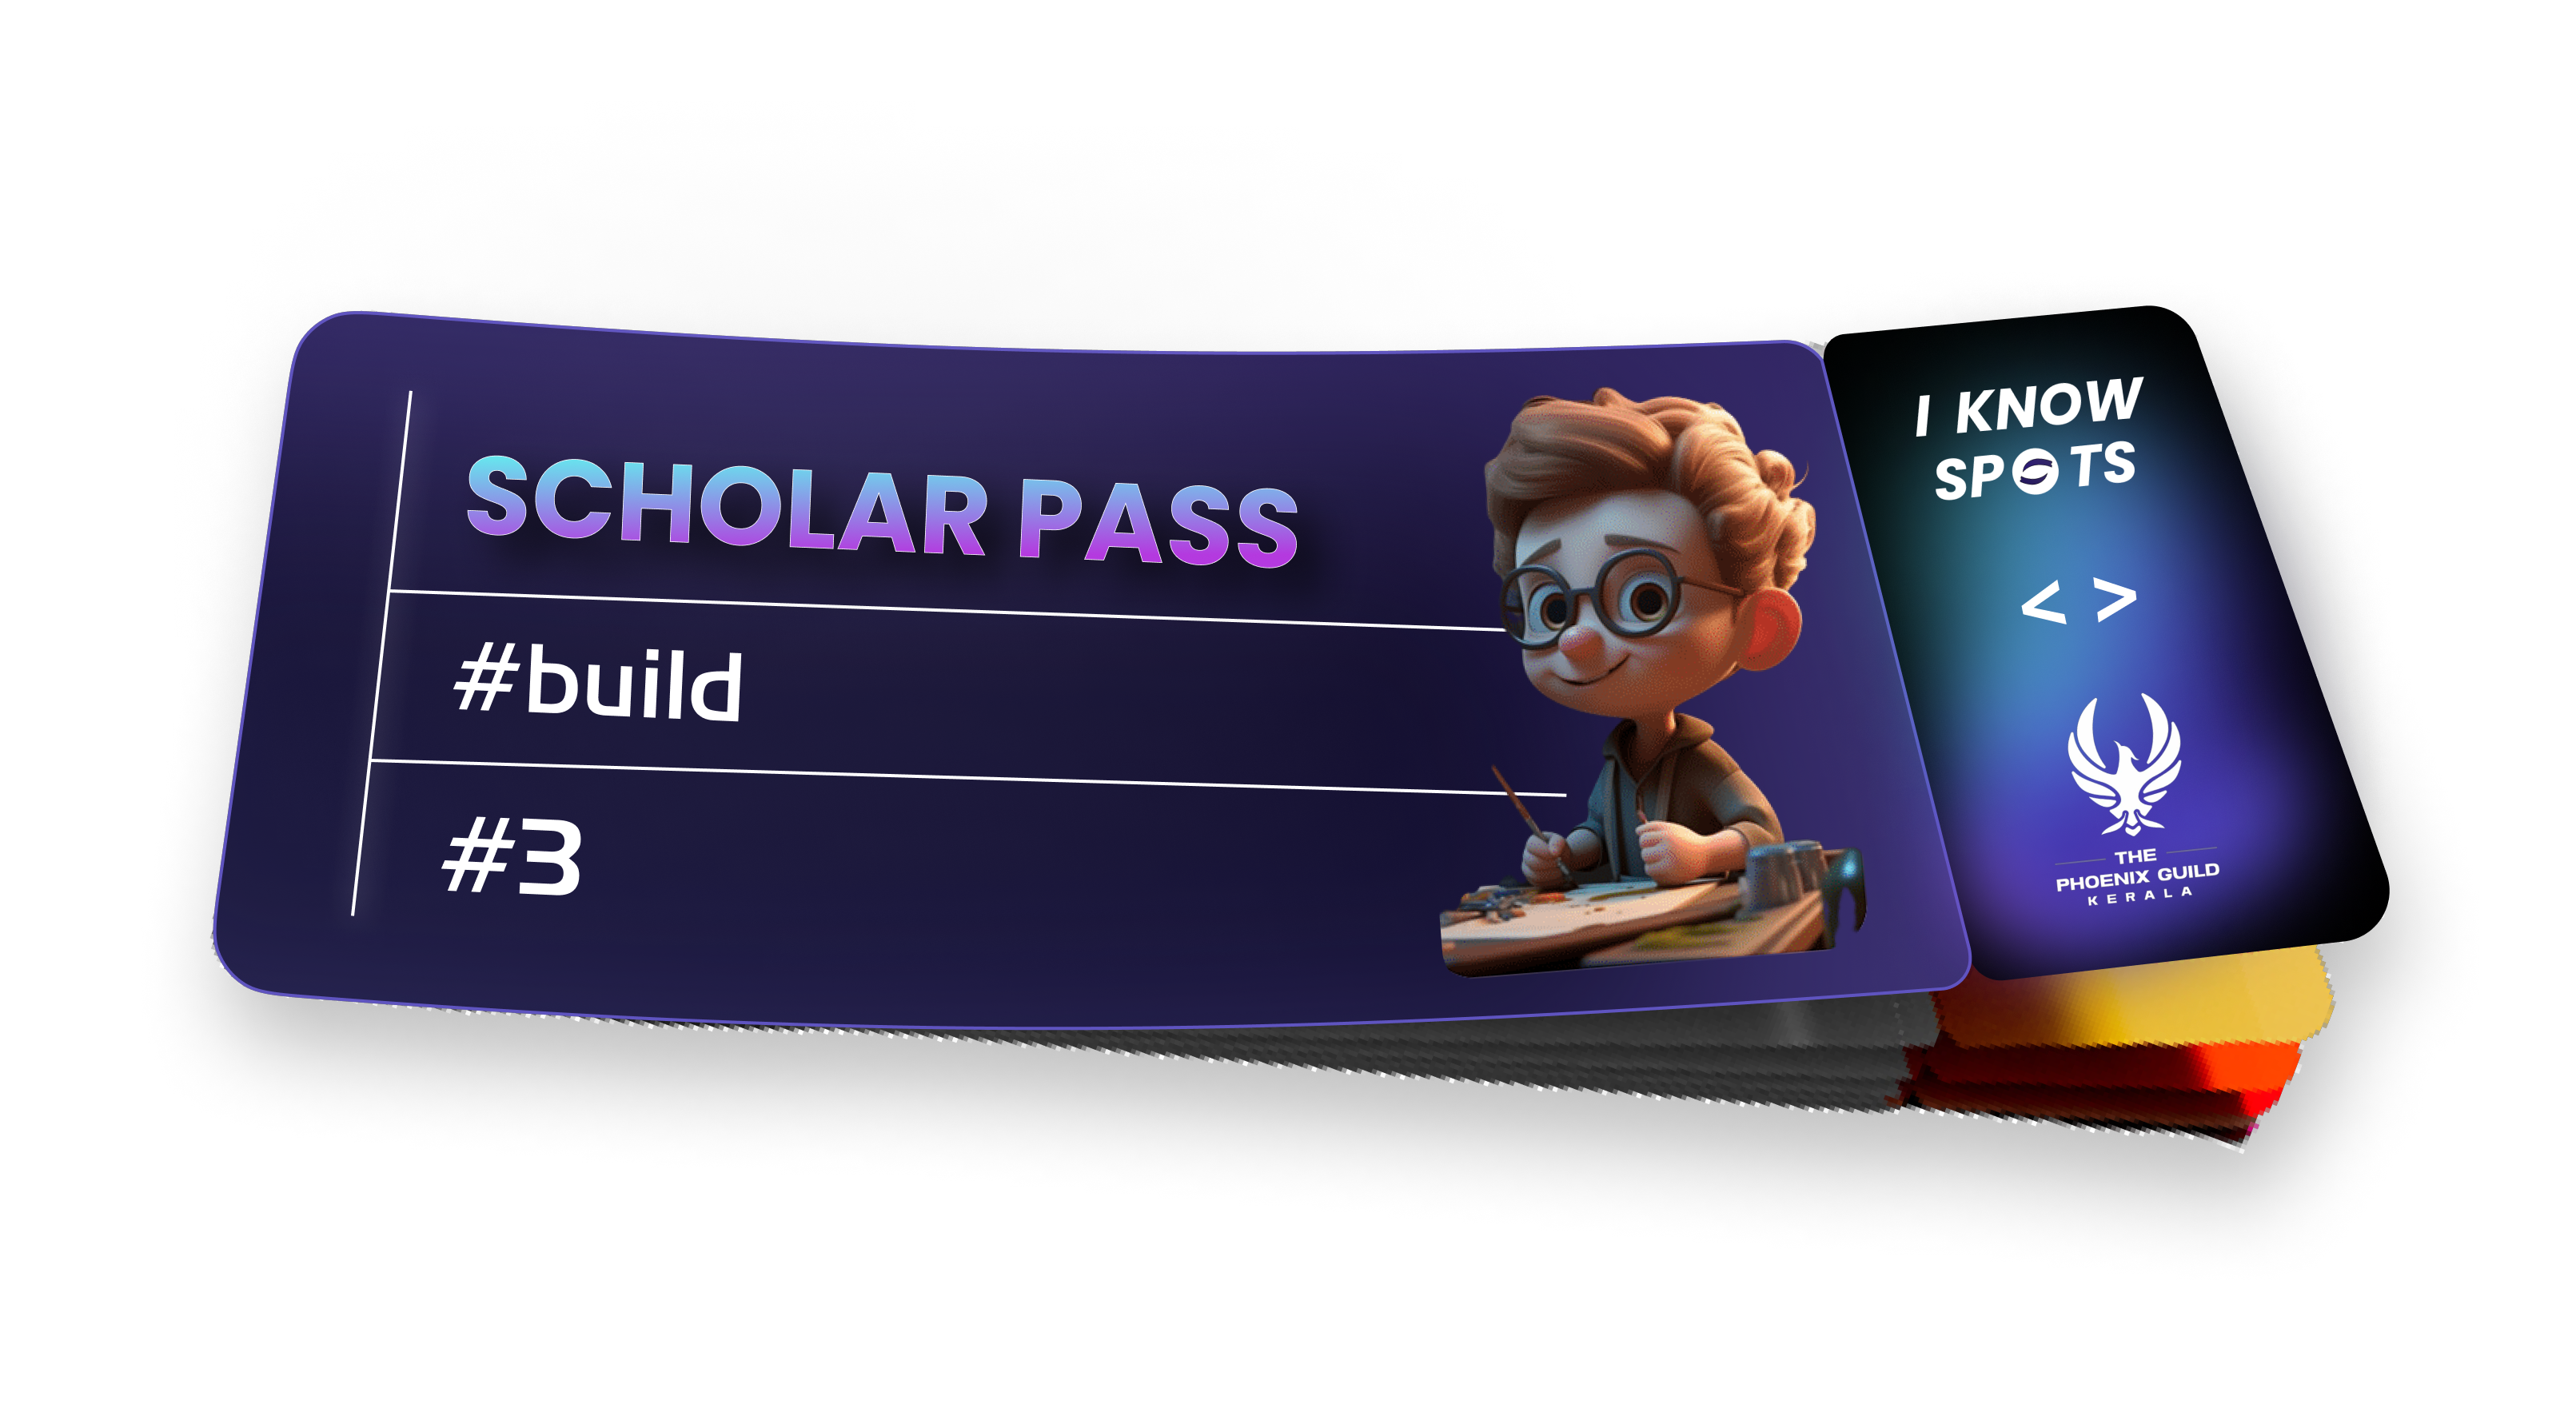 SCHOLAR PASS
#build
#3
I KNOW
SPOTS
< >
THE
PHOENIX GUILD
KERALA